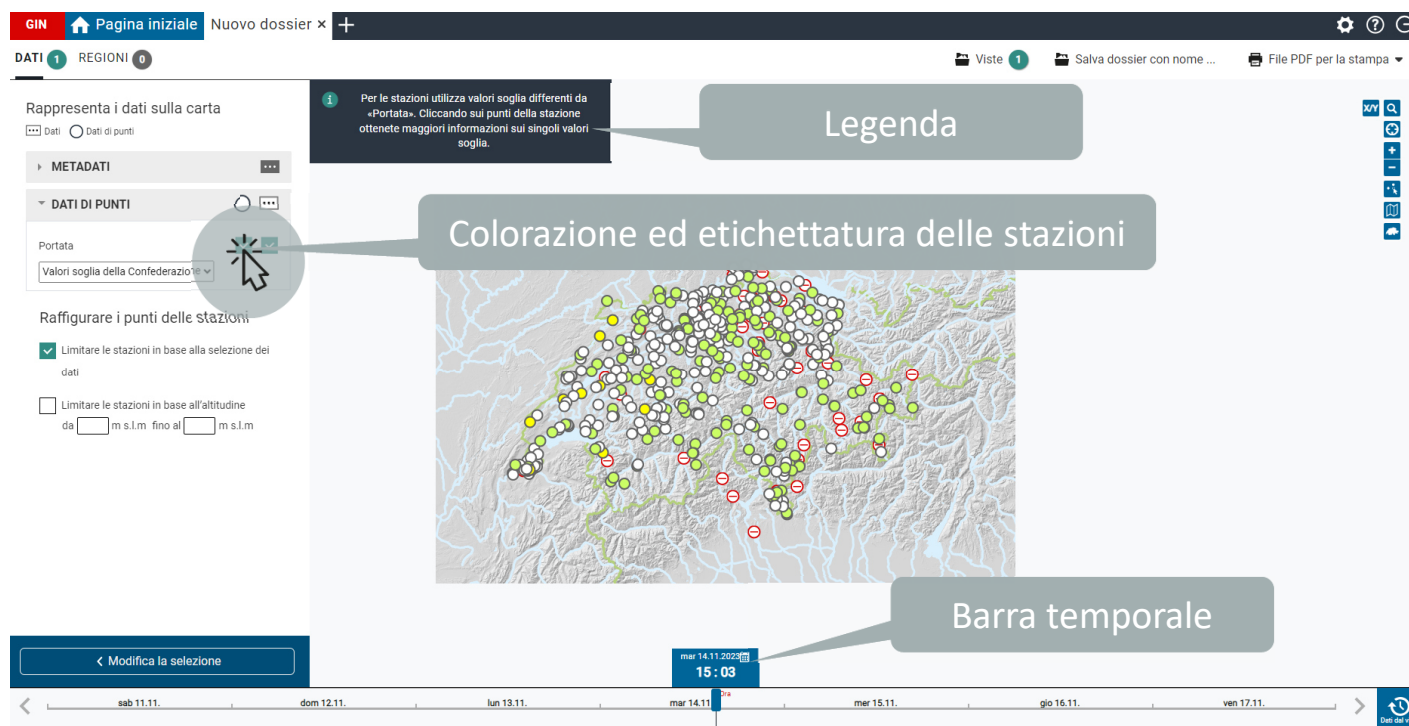 GIN Pagina iniziale Nuovo dossier × +
DATI 1 REGIONI 0
Viste 1 Salva dossier con nome ... File PDF per la stampa
Rappresenta i dati sulla carta
Dati Dati di punti
METADATI
DATI DI PUNTI
Portata
Valori soglia della Confederazione
Raffigurare i punti delle stazioni
Limitare le stazioni in base alla selezione dei
dati
Limitare le stazioni in base all'altitudine
da m s.l.m fino al m s.l.m
Modifica la selezione
Per le stazioni utilizza valori soglia differenti da
«Portata». Cliccando sui punti della stazione
ottenete maggiori informazioni sui singoli valori
soglia.
Legenda
X/Y
Colorazione ed etichettatura delle stazioni
Barra temporale
mar 14.11.2023
15 : 03
sab 11.11. dom 12.11. lun 13.11. mar 14.11 mer 15.11. gio 16.11. ven 17.11.
Dati dal v